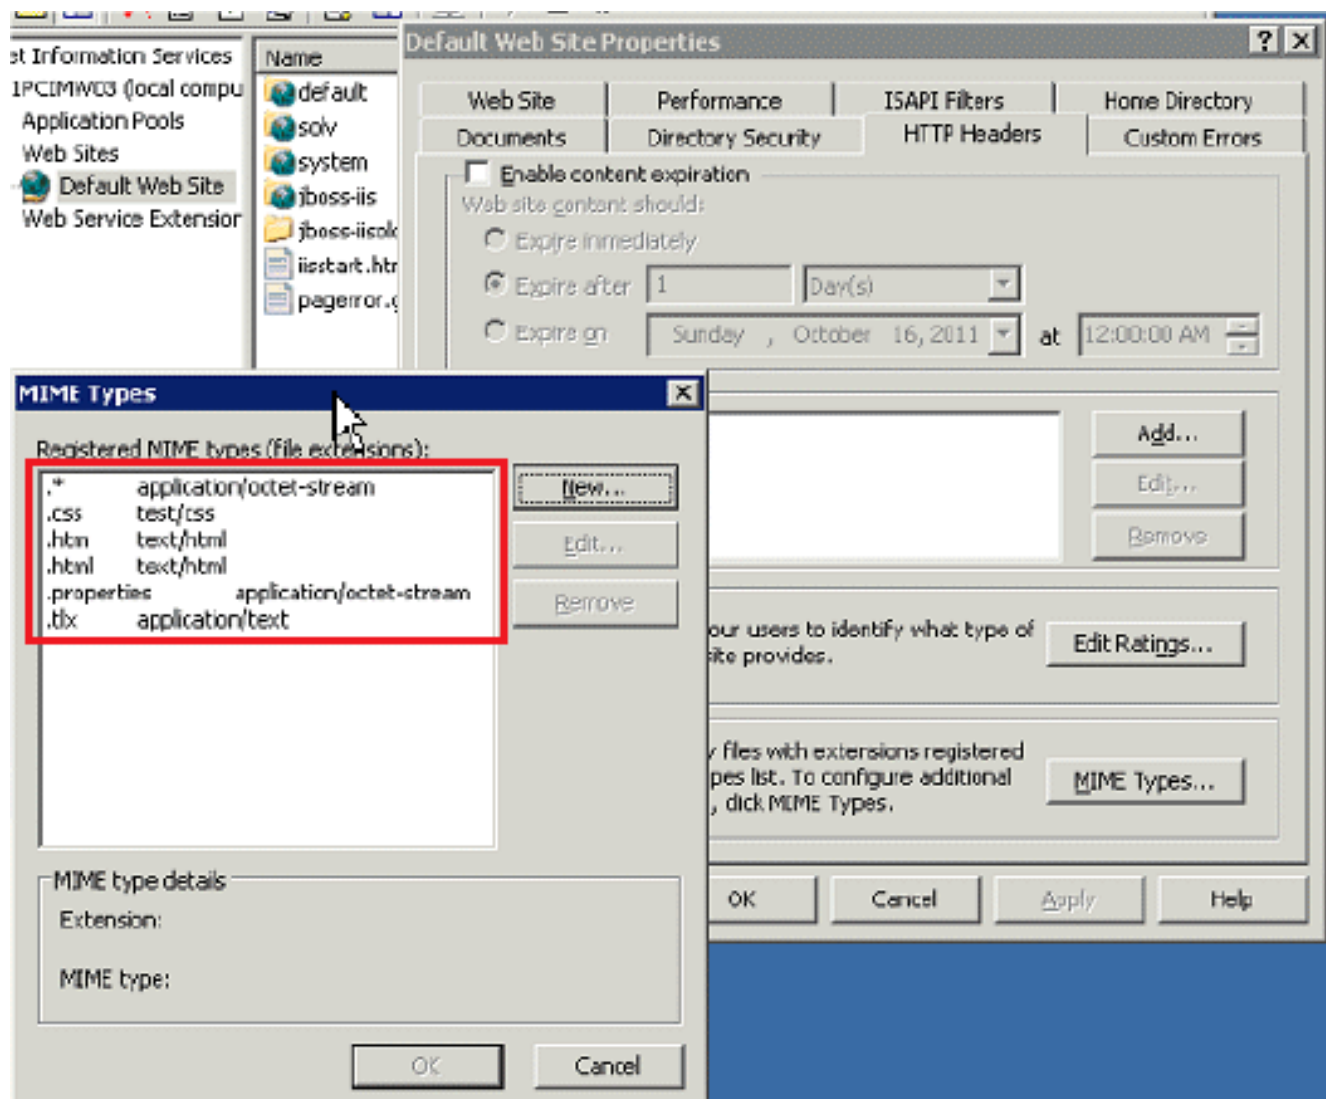 et Information Services
1PCIMW03 (local compu
Application Pools
Web Sites
Default Web Site
Web Service Extension
Name
default
solv
system
jboss-iis
jboss-iisold
iisstart.htr
pagerror.g
Default Web Site Properties
Web Site
Performance
ISAPI Filters
Home Directory
Documents
Directory Security
HTTP Headers
Custom Errors
Enable content expiration
Web site content should:
Expire immediately
Expire after
1
Day(s)
Expire on
Sunday , October 16, 2011
at
12:00:00 AM
Add...
Edit...
Remove
our users to identify what type of
site provides.
Edit Ratings...
y files with extensions registered
pes list. To configure additional
, click MIME Types.
MIME Types...
OK
Cancel
Apply
Help
MIME Types
Registered MIME types (file extensions):
.* application/octet-stream
.css test/css
.htm text/html
.html text/html
.properties application/octet-stream
.tlx application/text
New...
Edit...
Remove
MIME type details
Extension:
MIME type:
OK
Cancel